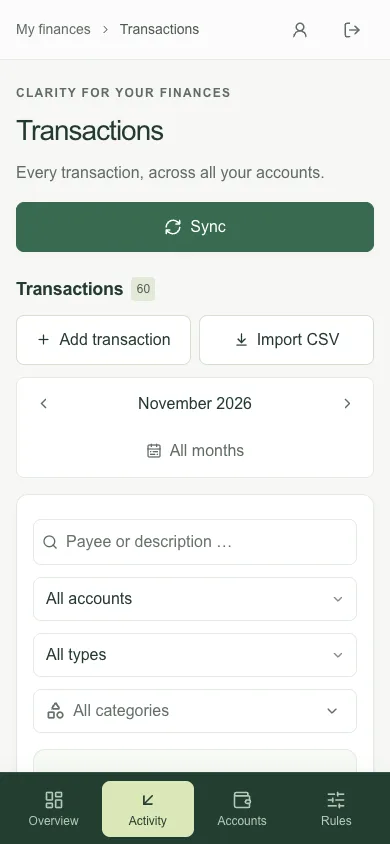 My finances > Transactions
CLARITY FOR YOUR FINANCES
Transactions
Every transaction, across all your accounts.
Sync
Transactions 60
Add transaction Import CSV
November 2026
All months
Payee or description …
All accounts
All types
All categories
Overview Activity Accounts Rules